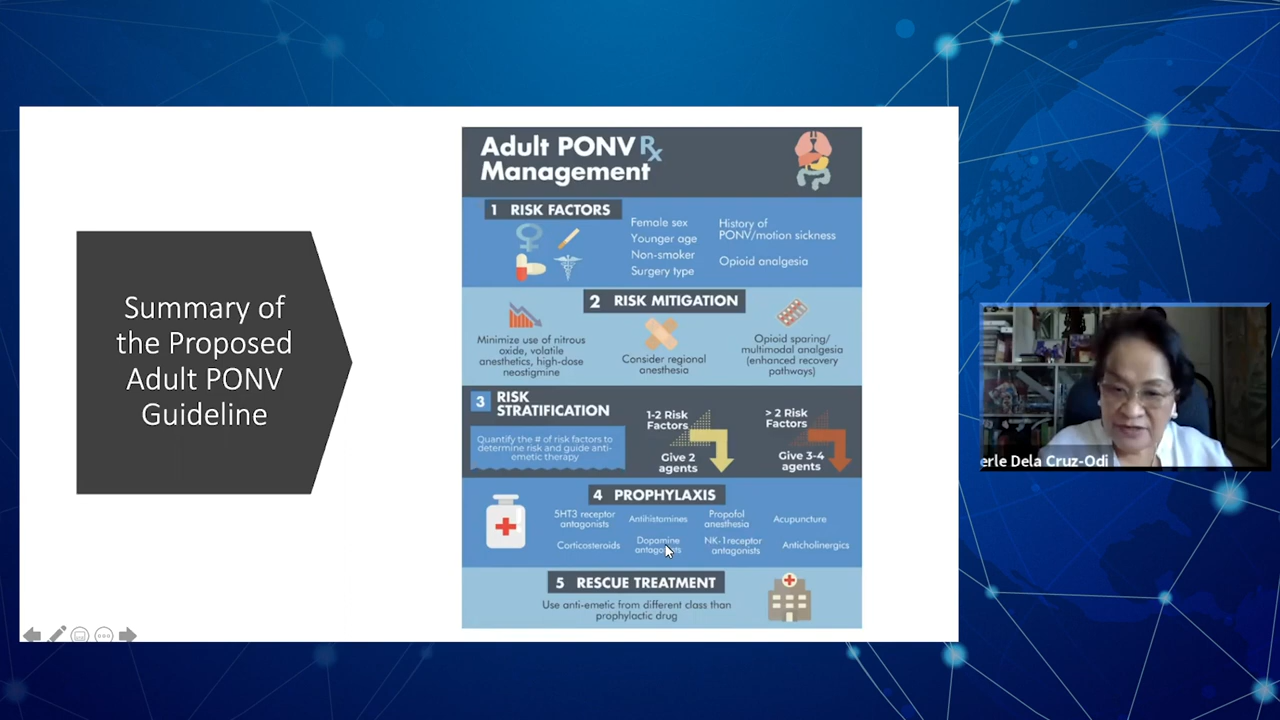 Summary of
the Proposed
Adult PONV
Guideline
Adult PONV Rx
Management
1 RISK FACTORS
Female sex
Younger age
Non-smoker
Surgery type
History of
PONV/motion sickness
Opioid analgesia
2 RISK MITIGATION
Minimize use of nitrous
oxide, volatile
anesthetics, high-dose
neostigmine
Consider regional
anesthesia
Opioid sparing/
multimodal analgesia
(enhanced recovery
pathways)
3 RISK
STRATIFICATION
Quantify the # of risk factors to
determine risk and guide anti-
emetic therapy
1-2 Risk
Factors
Give 2
agents
> 2 Risk
Factors
Give 3-4
agents
4 PROPHYLAXIS
5HT3 receptor
antagonists
Antihistamines
Propofol
anesthesia
Acupuncture
Corticosteroids
Dopamine
antagonists
NK-1receptor
antagonists
Anticholinergics
5 RESCUE TREATMENT
Use anti-emetic from different class than
prophylactic drug
erle Dela Cruz-Odi